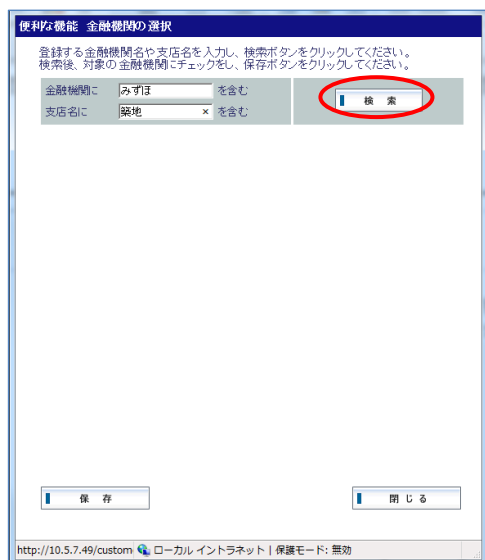 便利な機能 金融機関の選択
登録する金融機関名や支店名を入力し、検索ボタンをクリックしてください。
検索後、対象の金融機関にチェックをし、保存ボタンをクリックしてください。
金融機関に みずほ を含む
検 索
支店名に 築地 × を含む
保 存
閉 じ る
http://10.5.7.49/custom ローカル イントラネット | 保護モード: 無効